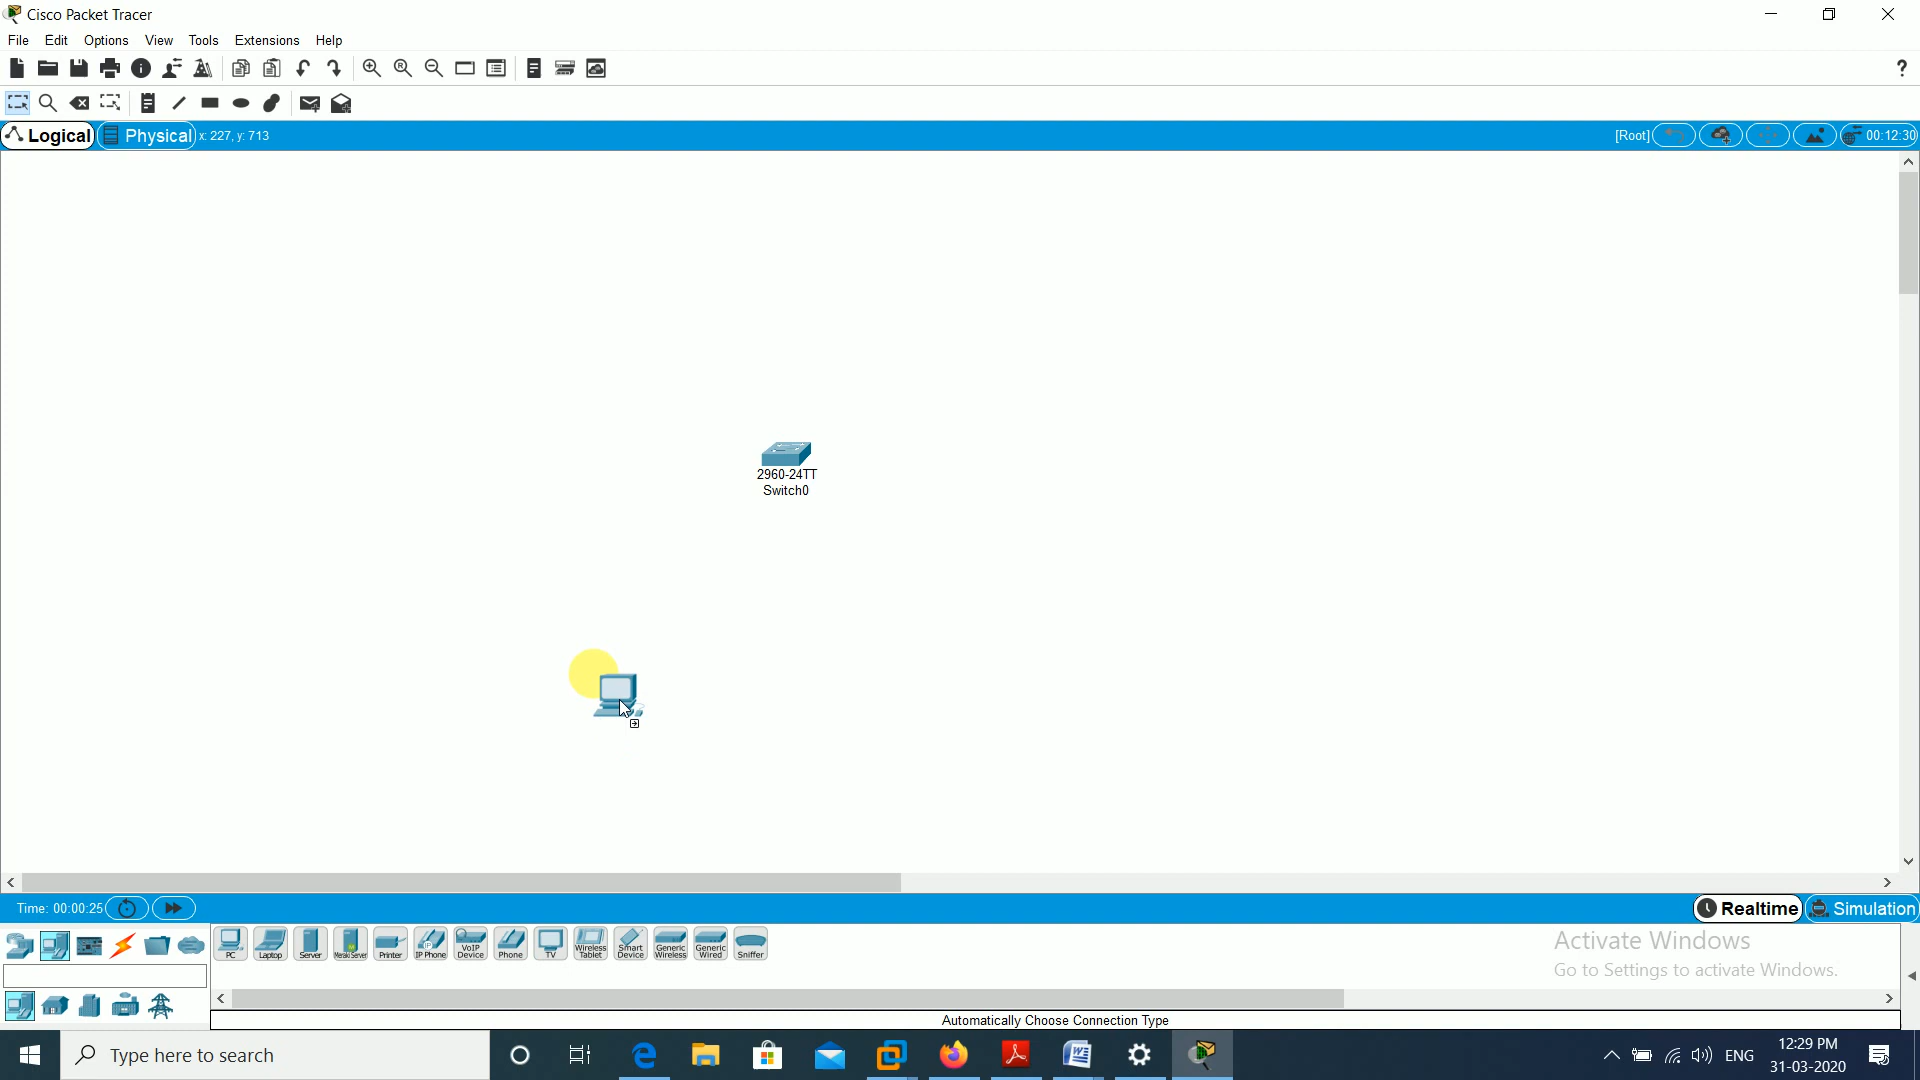 Cisco Packet Tracer
File Edit Options View Tools Extensions Help
?
Logical Physical x: 227, y: 713 [Root] 00:12:30
2960-24TT
Switch0
Time: 00:00:25 Realtime Simulation
PC Laptop Server Meraki Server Printer IP Phone VoIP Device Phone TV Wireless Tablet Smart Device Generic Wireless Generic Wired Sniffer
Activate Windows
Go to Settings to activate Windows.
Automatically Choose Connection Type
Type here to search
ENG
12:29 PM
31-03-2020